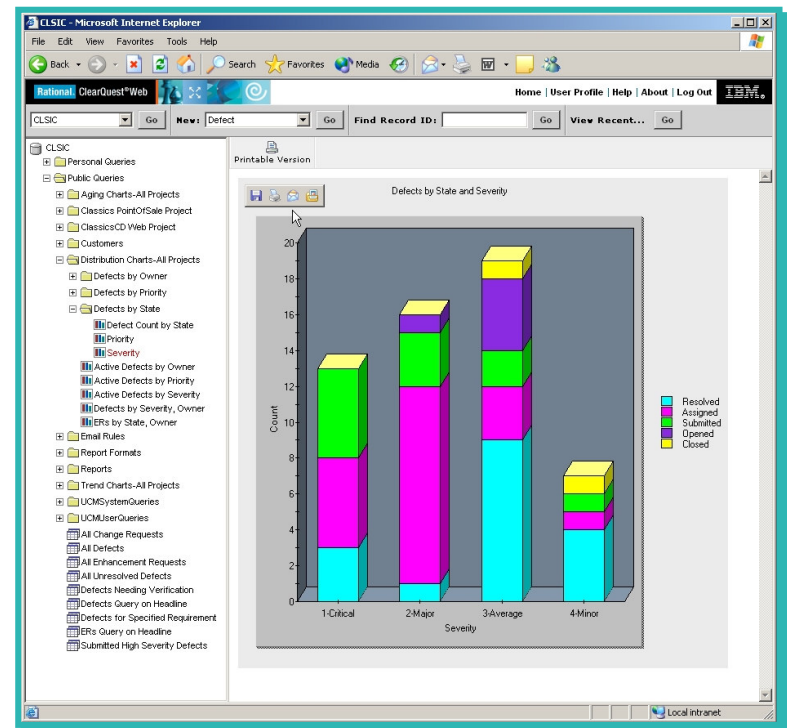 CLSIC - Microsoft Internet Explorer
File Edit View Favorites Tools Help
Back Search Favorites Media
Rational. ClearQuest®Web Home | User Profile | Help | About | Log Out IBM.
CLSIC Go New: Defect Go Find Record ID: Go View Recent... Go
CLSIC
Personal Queries
Public Queries
Aging Charts-All Projects
Classics PointOfSale Project
ClassicsCD Web Project
Customers
Distribution Charts-All Projects
Defects by Owner
Defects by Priority
Defects by State
Defect Count by State
Priority
Severity
Active Defects by Owner
Active Defects by Priority
Active Defects by Severity
Defects by Severity, Owner
ERs by State, Owner
Email Rules
Report Formats
Reports
Trend Charts-All Projects
UCMSystemQueries
UCMUserQueries
All Change Requests
All Defects
All Enhancement Requests
All Unresolved Defects
Defects Needing Verification
Defects Query on Headline
Defects for Specified Requirement
ERs Query on Headline
Submitted High Severity Defects
Printable Version
Defects by State and Severity
20
18
16
14
12
10
8
6
4
2
0
Count
1-Critical 2-Major 3-Average 4-Minor
Severity
Resolved
Assigned
Submitted
Opened
Closed
Local intranet